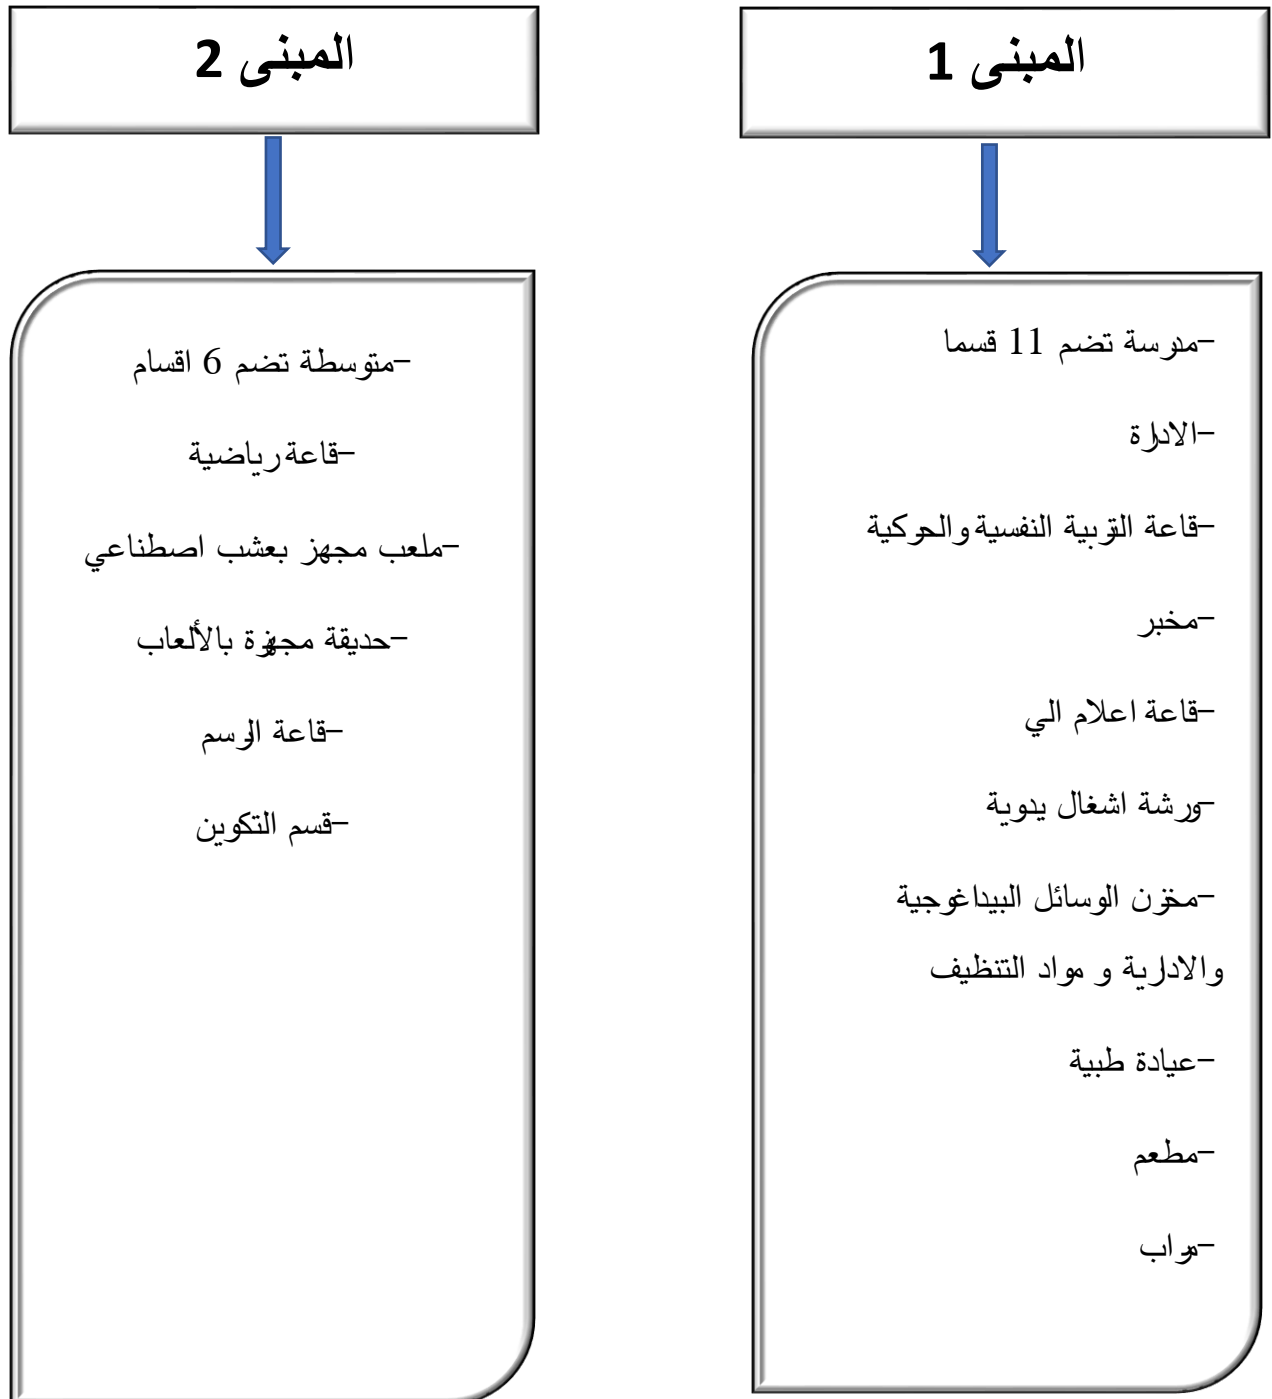 المبنى 1
-مدرسة تضم 11 قسما
-الادارة
-قاعة التربية النفسية والحركية
-مخبر
-قاعة اعلام الي
-ورشة اشغال يدوية
-مخزن الوسائل البيداغوجية
والادارية و مواد التنظيف
-عيادة طبية
-مطعم
-مراب
المبنى 2
-متوسطة تضم 6 اقسام
-قاعة رياضية
-ملعب مجهز بعشب اصطناعي
-حديقة مجهزة بالألعاب
-قاعة الرسم
-قسم التكوين